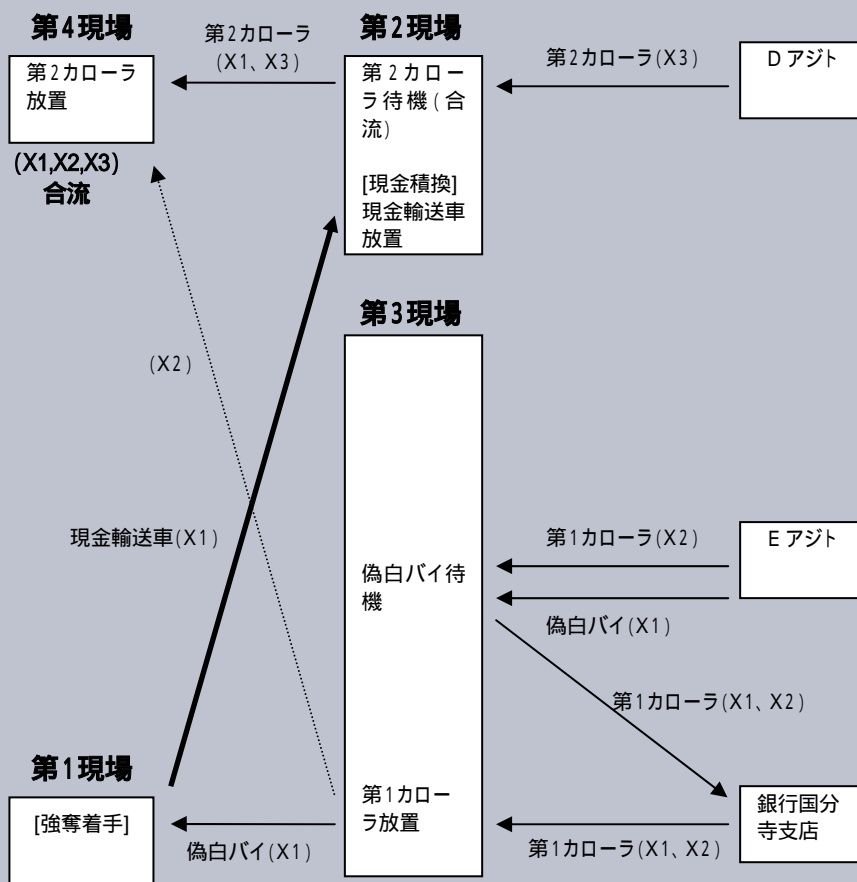 第4現場
第2カローラ
(X1、X3)
第2現場
第2カローラ(X3)
D アジト
第2カローラ
放置
第2カロー
ラ待機(合
流)
[現金積換]
現金輸送車
放置
(X1,X2,X3)
合流
第3現場
(X2)
現金輸送車(X1)
偽白バイ待
機
第1カローラ(X2)
E アジト
偽白バイ(X1)
第1カローラ(X1、X2)
第1現場
[強奪着手]
偽白バイ(X1)
第1カロー
ラ放置
第1カローラ(X1、X2)
銀行国分
寺支店